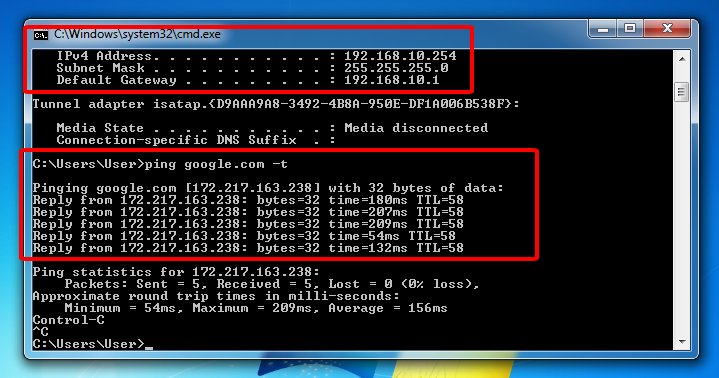 C:\Windows\system32\cmd.exe
IPv4 Address. . . . . . . . . . . : 192.168.10.254
Subnet Mask . . . . . . . . . . . : 255.255.255.0
Default Gateway . . . . . . . . . : 192.168.10.1
Tunnel adapter isatap.{D9AAA9A8-3492-4B8A-950E-DF1A006B538F}:
Media State . . . . . . . . . . . : Media disconnected
Connection-specific DNS Suffix  . :
C:\Users\User>ping google.com -t
Pinging google.com [172.217.163.238] with 32 bytes of data:
Reply from 172.217.163.238: bytes=32 time=180ms TTL=58
Reply from 172.217.163.238: bytes=32 time=207ms TTL=58
Reply from 172.217.163.238: bytes=32 time=209ms TTL=58
Reply from 172.217.163.238: bytes=32 time=54ms TTL=58
Reply from 172.217.163.238: bytes=32 time=132ms TTL=58
Ping statistics for 172.217.163.238:
Packets: Sent = 5, Received = 5, Lost = 0 (0% loss),
Approximate round trip times in milli-seconds:
Minimum = 54ms, Maximum = 209ms, Average = 156ms
Control-C
^C
C:\Users\User>_